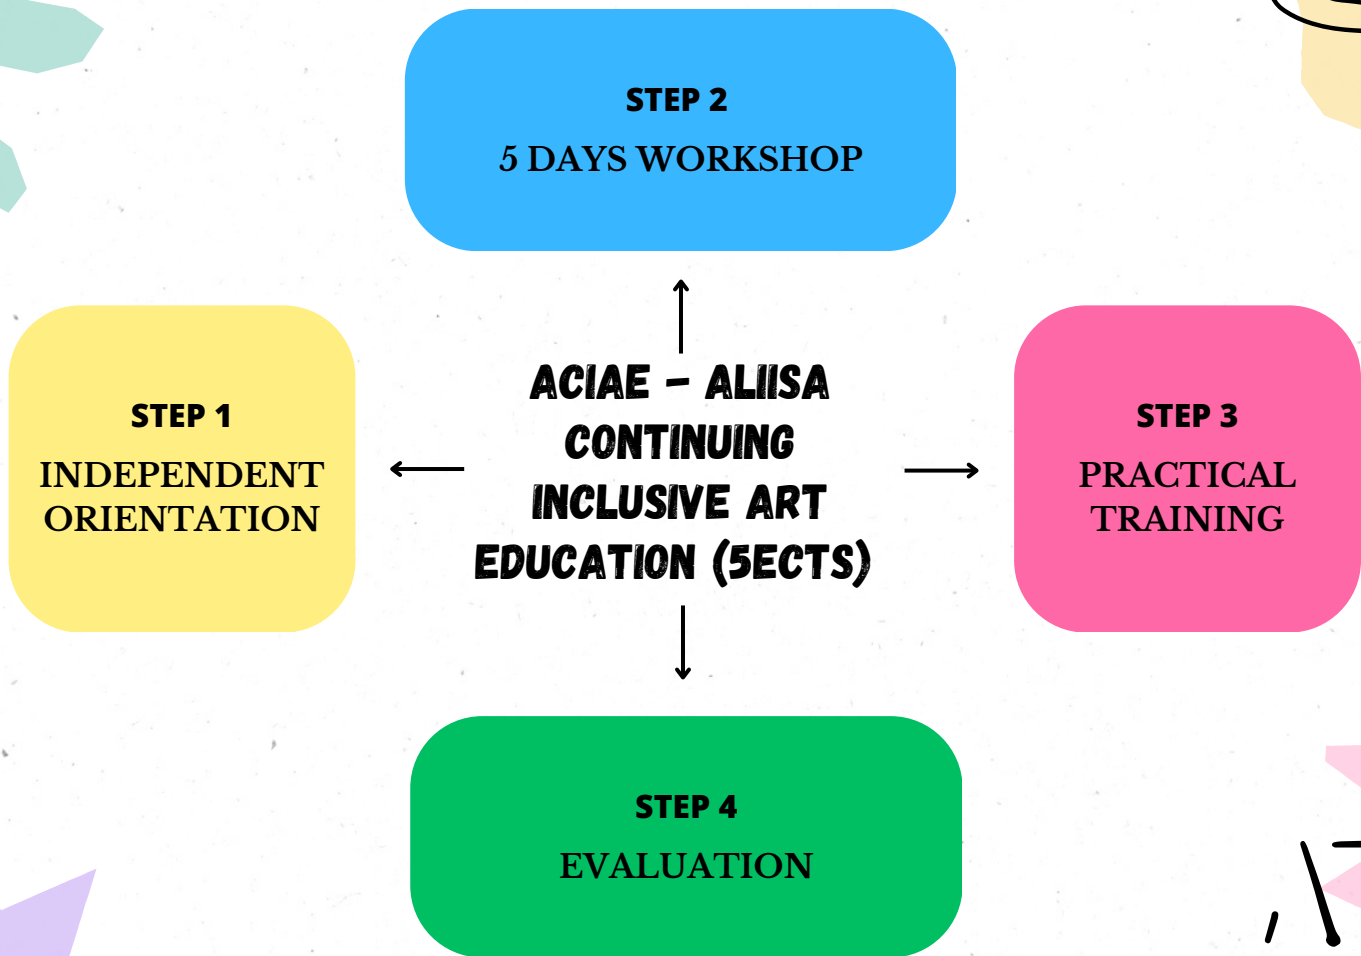 STEP 2
5 DAYS WORKSHOP
STEP 1
INDEPENDENT
ORIENTATION
ACIAE – ALIISA
CONTINUING
INCLUSIVE ART
EDUCATION (5ECTS)
STEP 3
PRACTICAL
TRAINING
STEP 4
EVALUATION